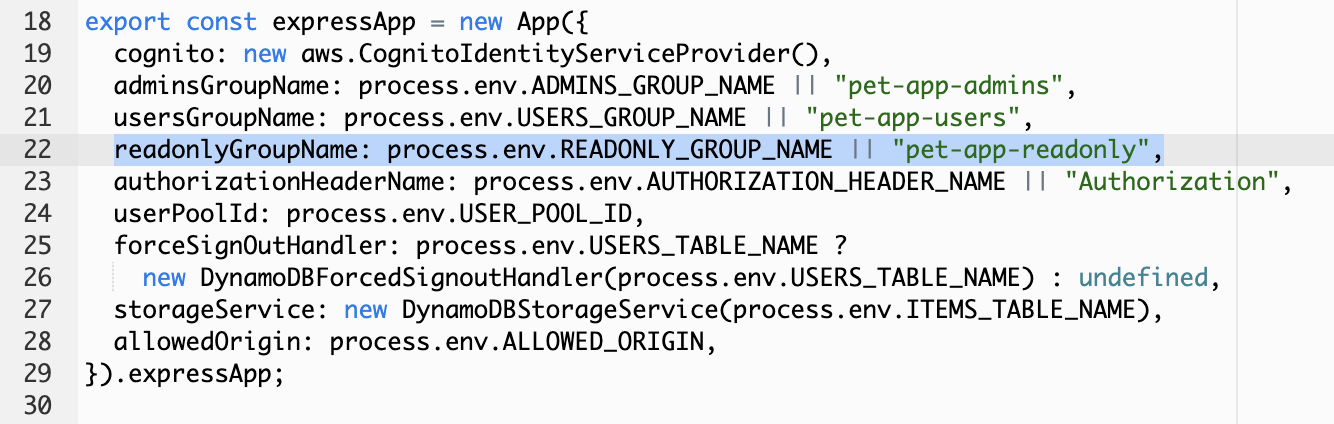 18 export const expressApp = new App({
19   cognito: new aws.CognitoIdentityServiceProvider(),
20   adminsGroupName: process.env.ADMINS_GROUP_NAME || "pet-app-admins",
21   usersGroupName: process.env.USERS_GROUP_NAME || "pet-app-users",
22   readonlyGroupName: process.env.READONLY_GROUP_NAME || "pet-app-readonly",
23   authorizationHeaderName: process.env.AUTHORIZATION_HEADER_NAME || "Authorization",
24   userPoolId: process.env.USER_POOL_ID,
25   forceSignOutHandler: process.env.USERS_TABLE_NAME ?
26     new DynamoDBForcedSignoutHandler(process.env.USERS_TABLE_NAME) : undefined,
27   storageService: new DynamoDBStorageService(process.env.ITEMS_TABLE_NAME),
28   allowedOrigin: process.env.ALLOWED_ORIGIN,
29 }).expressApp;
30